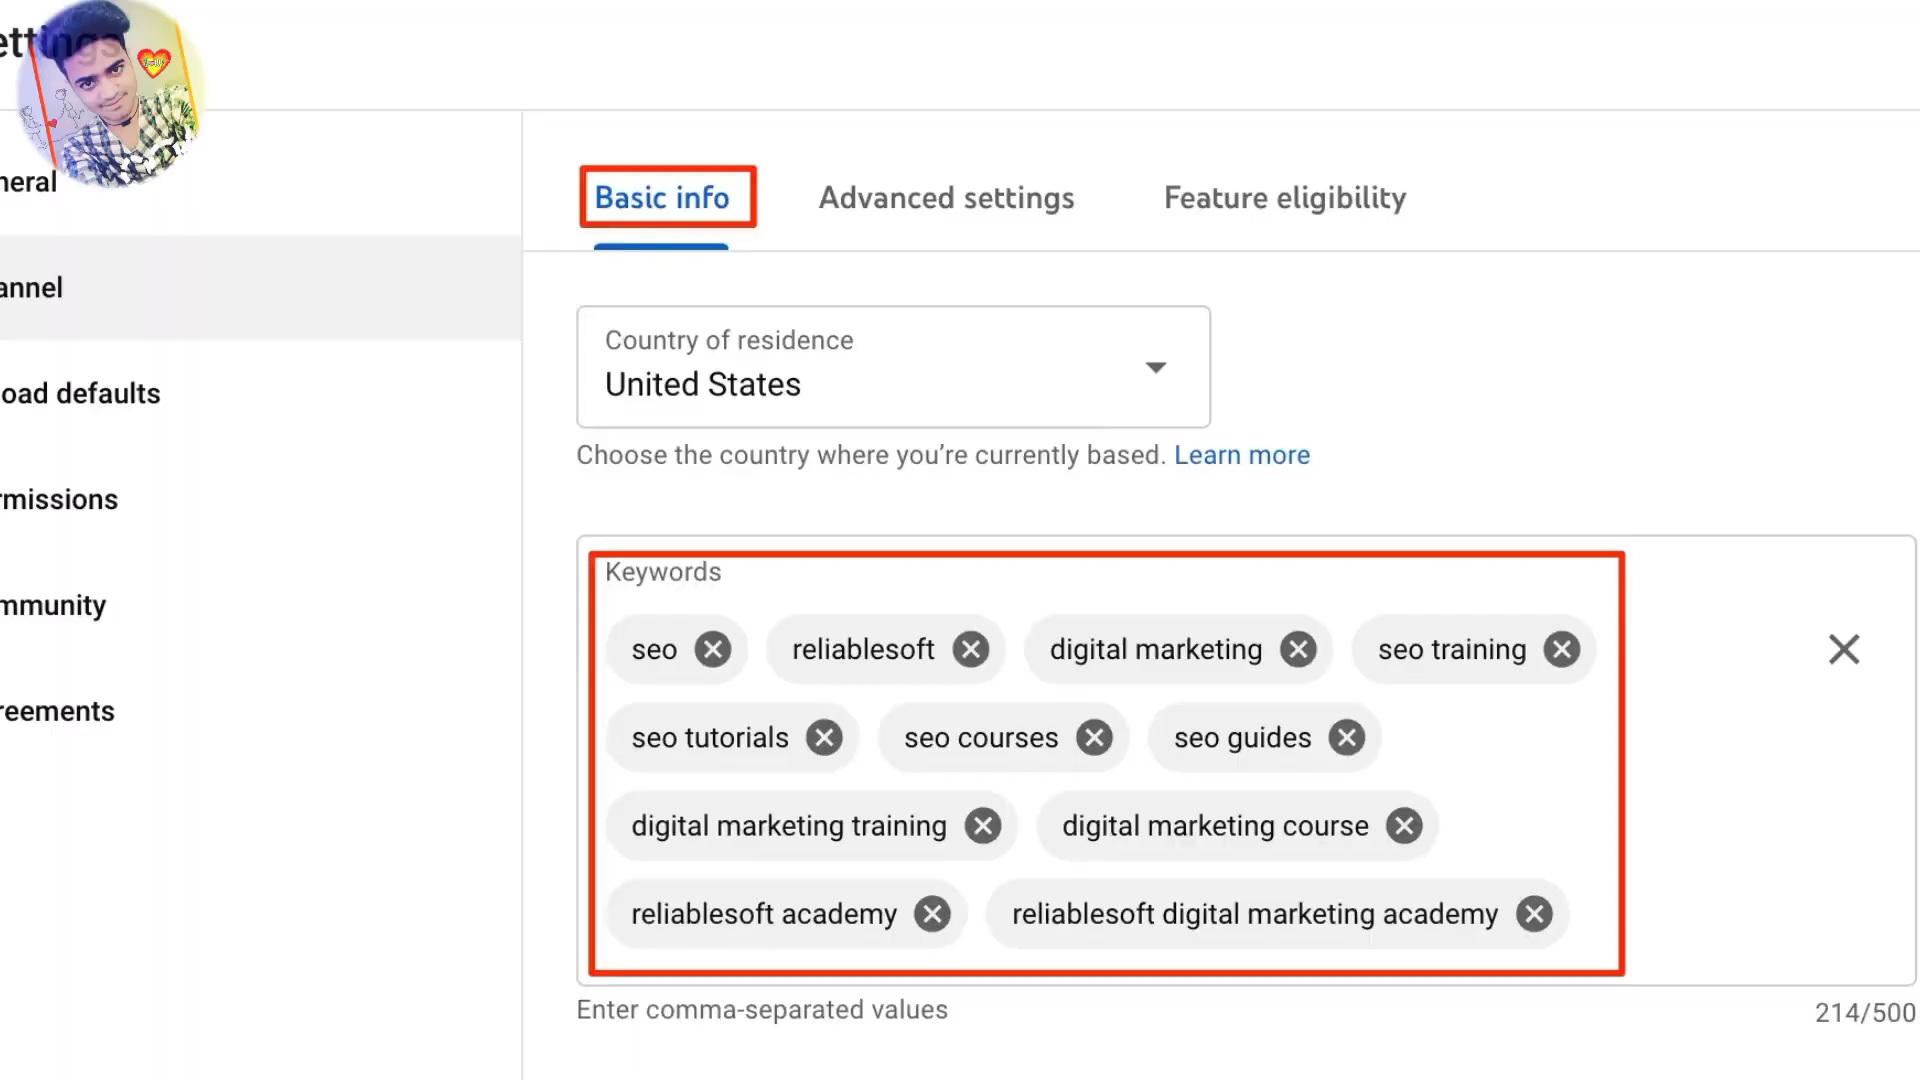 ettings
neral
annel
oad defaults
rmissions
mmunity
reements
Basic info
Advanced settings
Feature eligibility
Country of residence
United States
Choose the country where you’re currently based. Learn more
Keywords
seo reliablesoft digital marketing seo training
seo tutorials seo courses seo guides
digital marketing training digital marketing course
reliablesoft academy reliablesoft digital marketing academy
Enter comma-separated values
214/500